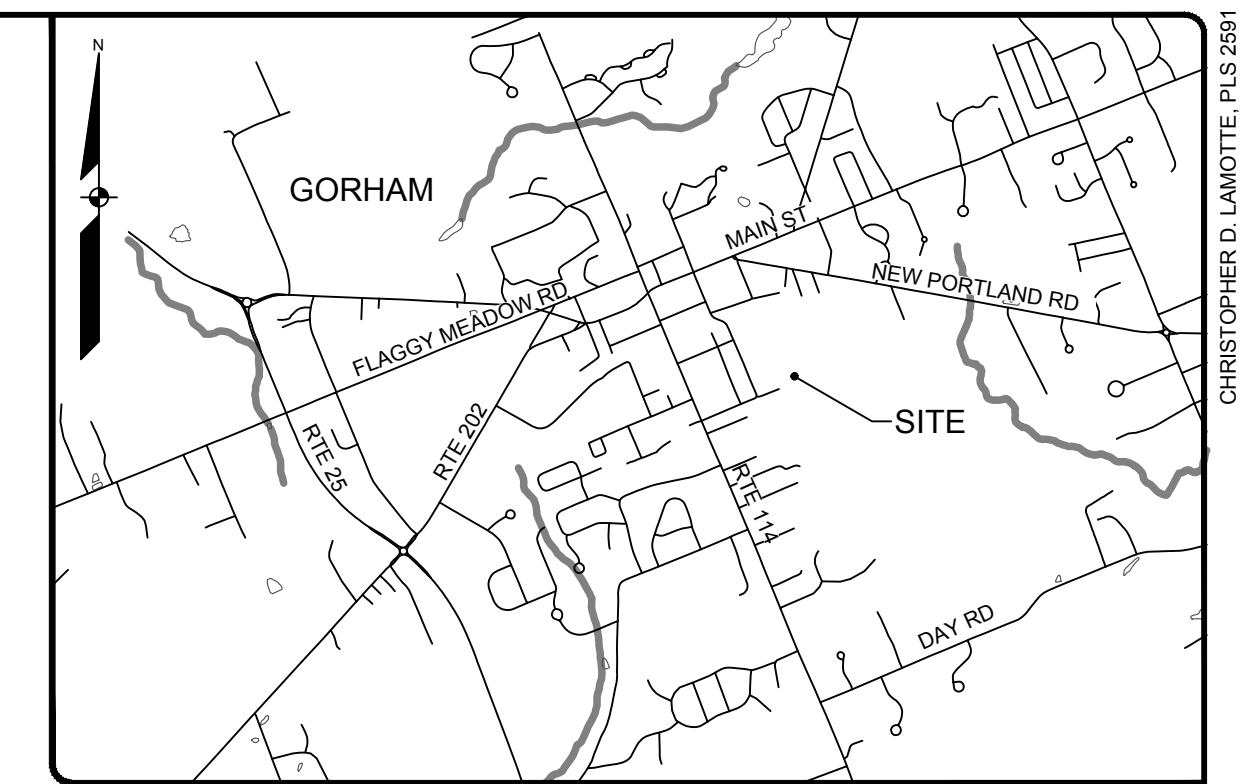 N
GORHAM
MAIN ST
NEW PORTLAND RD
FLAGGY MEADOW RD
SITE
RTE 202
RTE 25
RTE 114
DAY RD
CHRISTOPHER D. LAMOTTE, PLS 2591